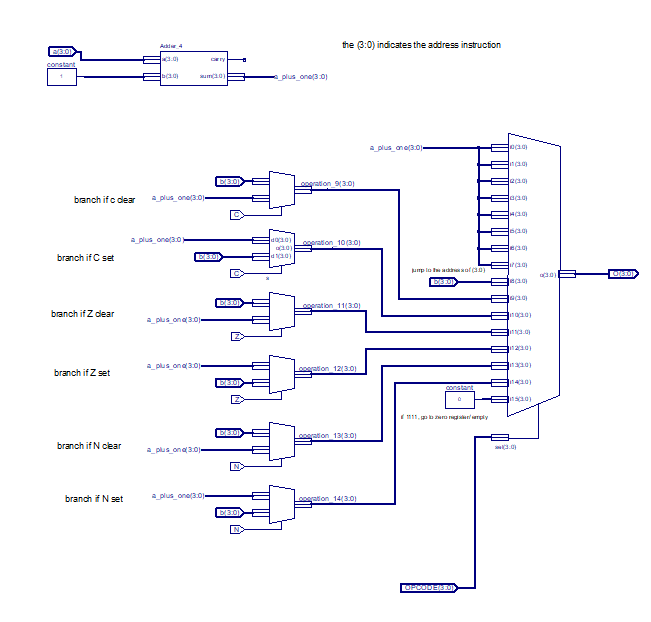 the (3:0) indicates the address instruction
Adder_4
a(3:0)
a(3:0)
carry
constant
1
b(3:0)
sum(3:0)
a_plus_one(3:0)
a_plus_one(3:0)
i0(3:0)
i1(3:0)
i2(3:0)
i3(3:0)
i4(3:0)
i5(3:0)
i6(3:0)
i7(3:0)
jump to the address of (3:0)
b(3:0)
i8(3:0)
i9(3:0)
i10(3:0)
i11(3:0)
i12(3:0)
i13(3:0)
i14(3:0)
i15(3:0)
o(3:0)
O(3:0)
constant
0
if 1111, go to zero register/empty
sel(3:0)
OPCODE(3:0)
branch if c clear
b(3:0)
a_plus_one(3:0)
C
operation_9(3:0)
branch if C set
a_plus_one(3:0)
b(3:0)
C
d0(3:0)
o(3:0)
d1(3:0)
s
operation_10(3:0)
branch if Z clear
b(3:0)
a_plus_one(3:0)
Z
operation_11(3:0)
branch if Z set
a_plus_one(3:0)
b(3:0)
Z
operation_12(3:0)
branch if N clear
b(3:0)
a_plus_one(3:0)
N
operation_13(3:0)
branch if N set
a_plus_one(3:0)
b(3:0)
N
operation_14(3:0)